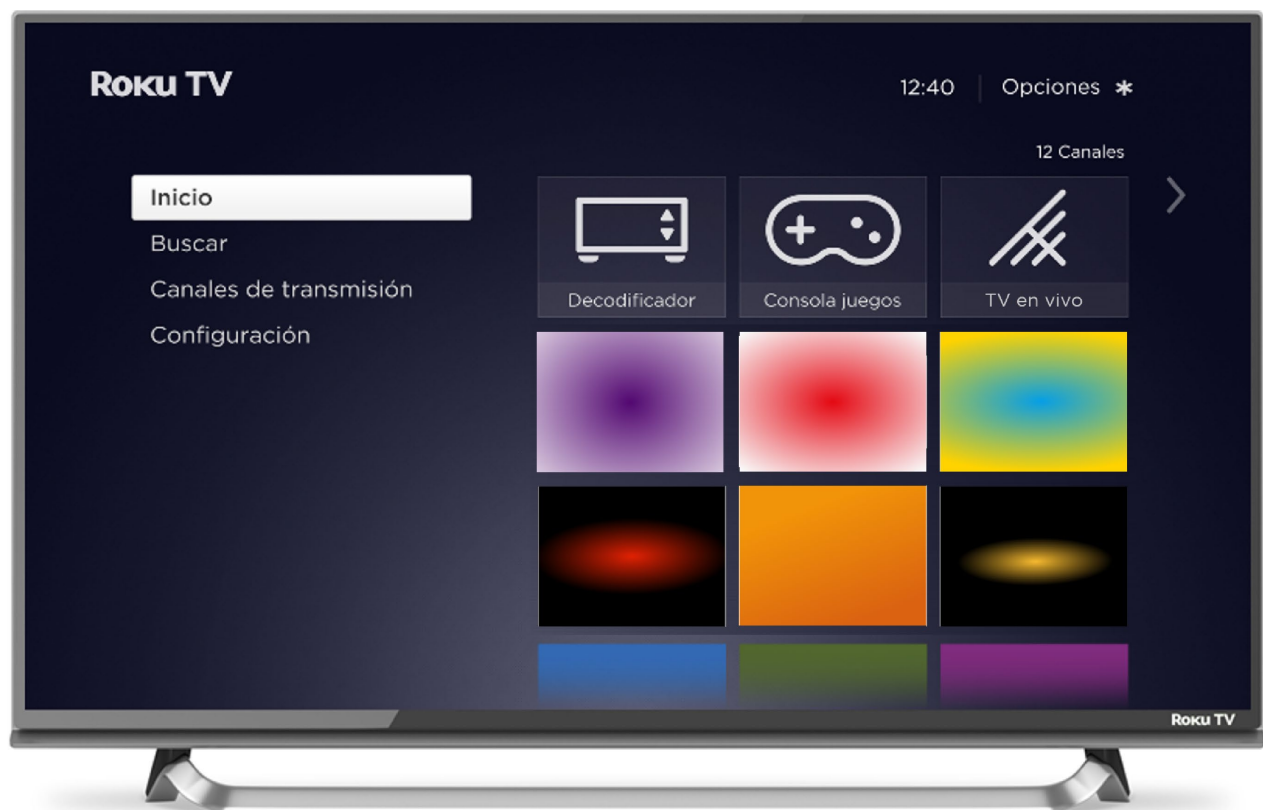 Roku TV
12:40
Opciones *
12 Canales
Inicio
Buscar
Canales de transmisión
Configuración
Decodificador
Consola juegos
TV en vivo
Roku TV